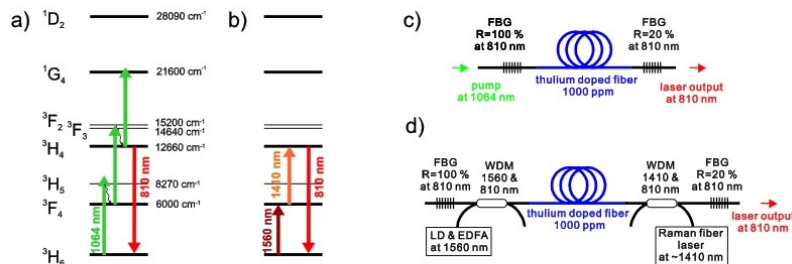 a)
¹D₂
28090 cm⁻¹
¹G₄
21600 cm⁻¹
³F₂
³F₃
15200 cm⁻¹
14640 cm⁻¹
³H₄
12660 cm⁻¹
³H₅
8270 cm⁻¹
³F₄
6000 cm⁻¹
³H₆
1064 nm
810 nm
b)
1410 nm
810 nm
1560 nm
c)
FBG
R=100 %
at 810 nm
FBG
R=20 %
at 810 nm
pump
at 1064 nm
thulium doped fiber
1000 ppm
laser output
at 810 nm
d)
FBG
R=100 %
at 810 nm
WDM
1560 &
810 nm
WDM
1410 &
810 nm
FBG
R=20 %
at 810 nm
thulium doped fiber
1000 ppm
laser output
at 810 nm
LD & EDFA
at 1560 nm
Raman fiber
laser
at ~1410 nm